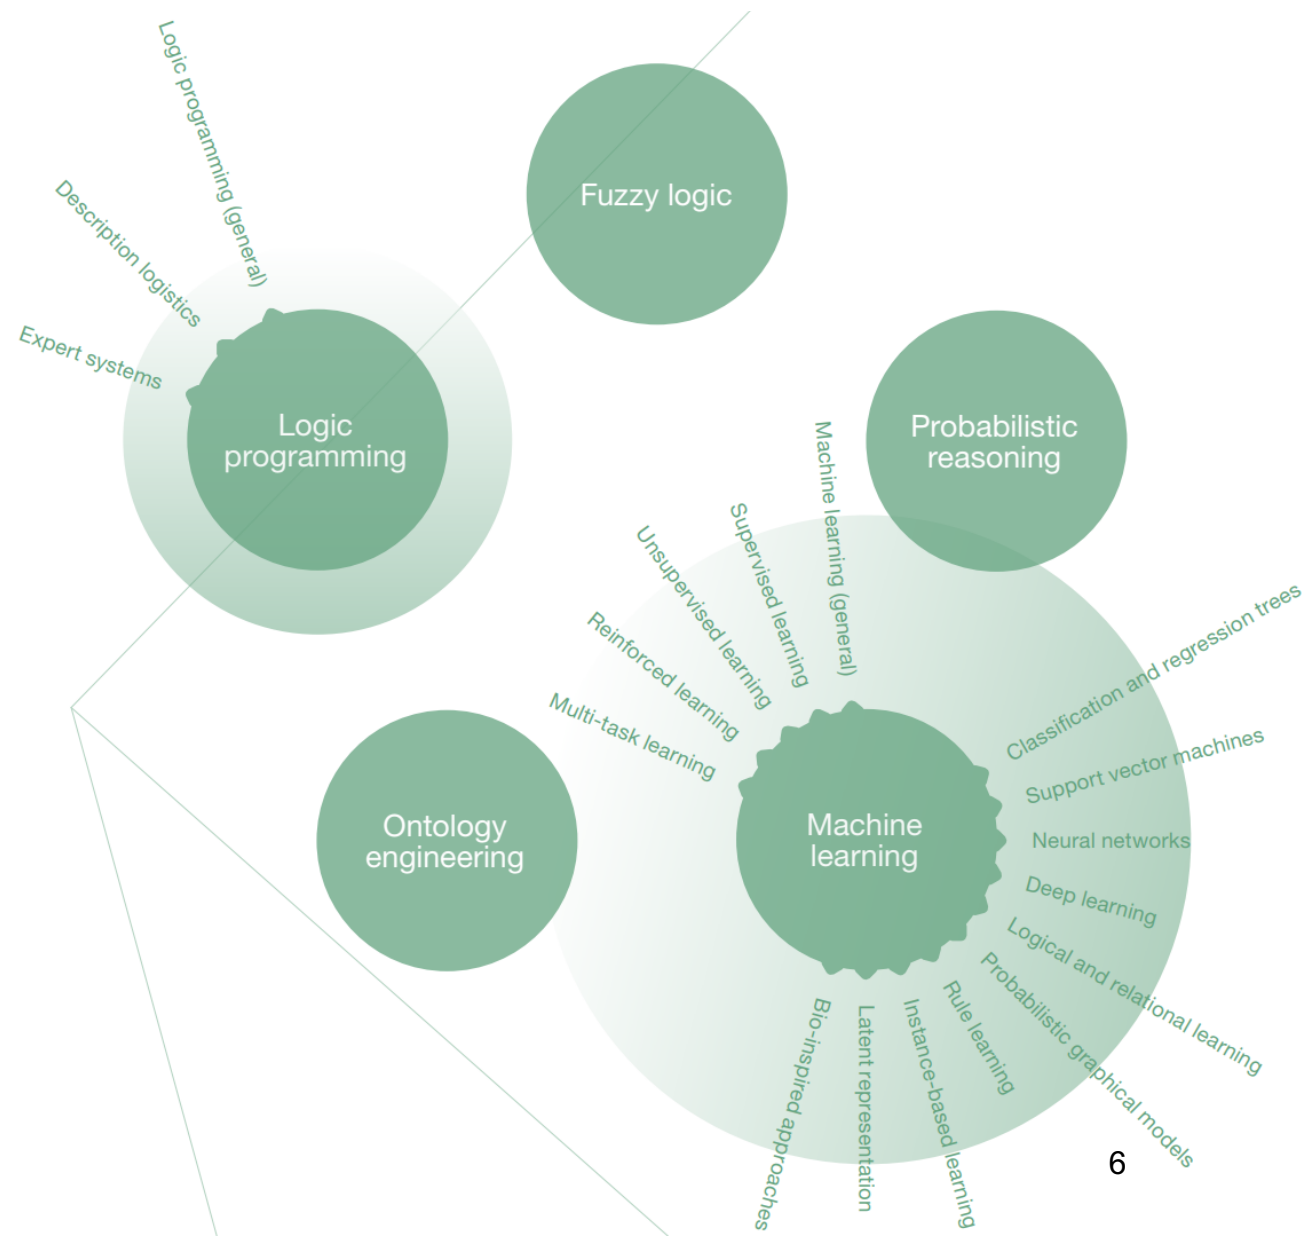 Logic programming (general)
Description logistics
Expert systems
Logic
programming
Fuzzy logic
Probabilistic
reasoning
Ontology
engineering
Machine learning (general)
Supervised learning
Unsupervised learning
Reinforced learning
Multi-task learning
Machine
learning
Classification and regression trees
Support vector machines
Neural networks
Deep learning
Logical and relational learning
Probabilistic graphical models
Rule learning
Instance-based learning
Latent representation
Bio-inspired approaches
6